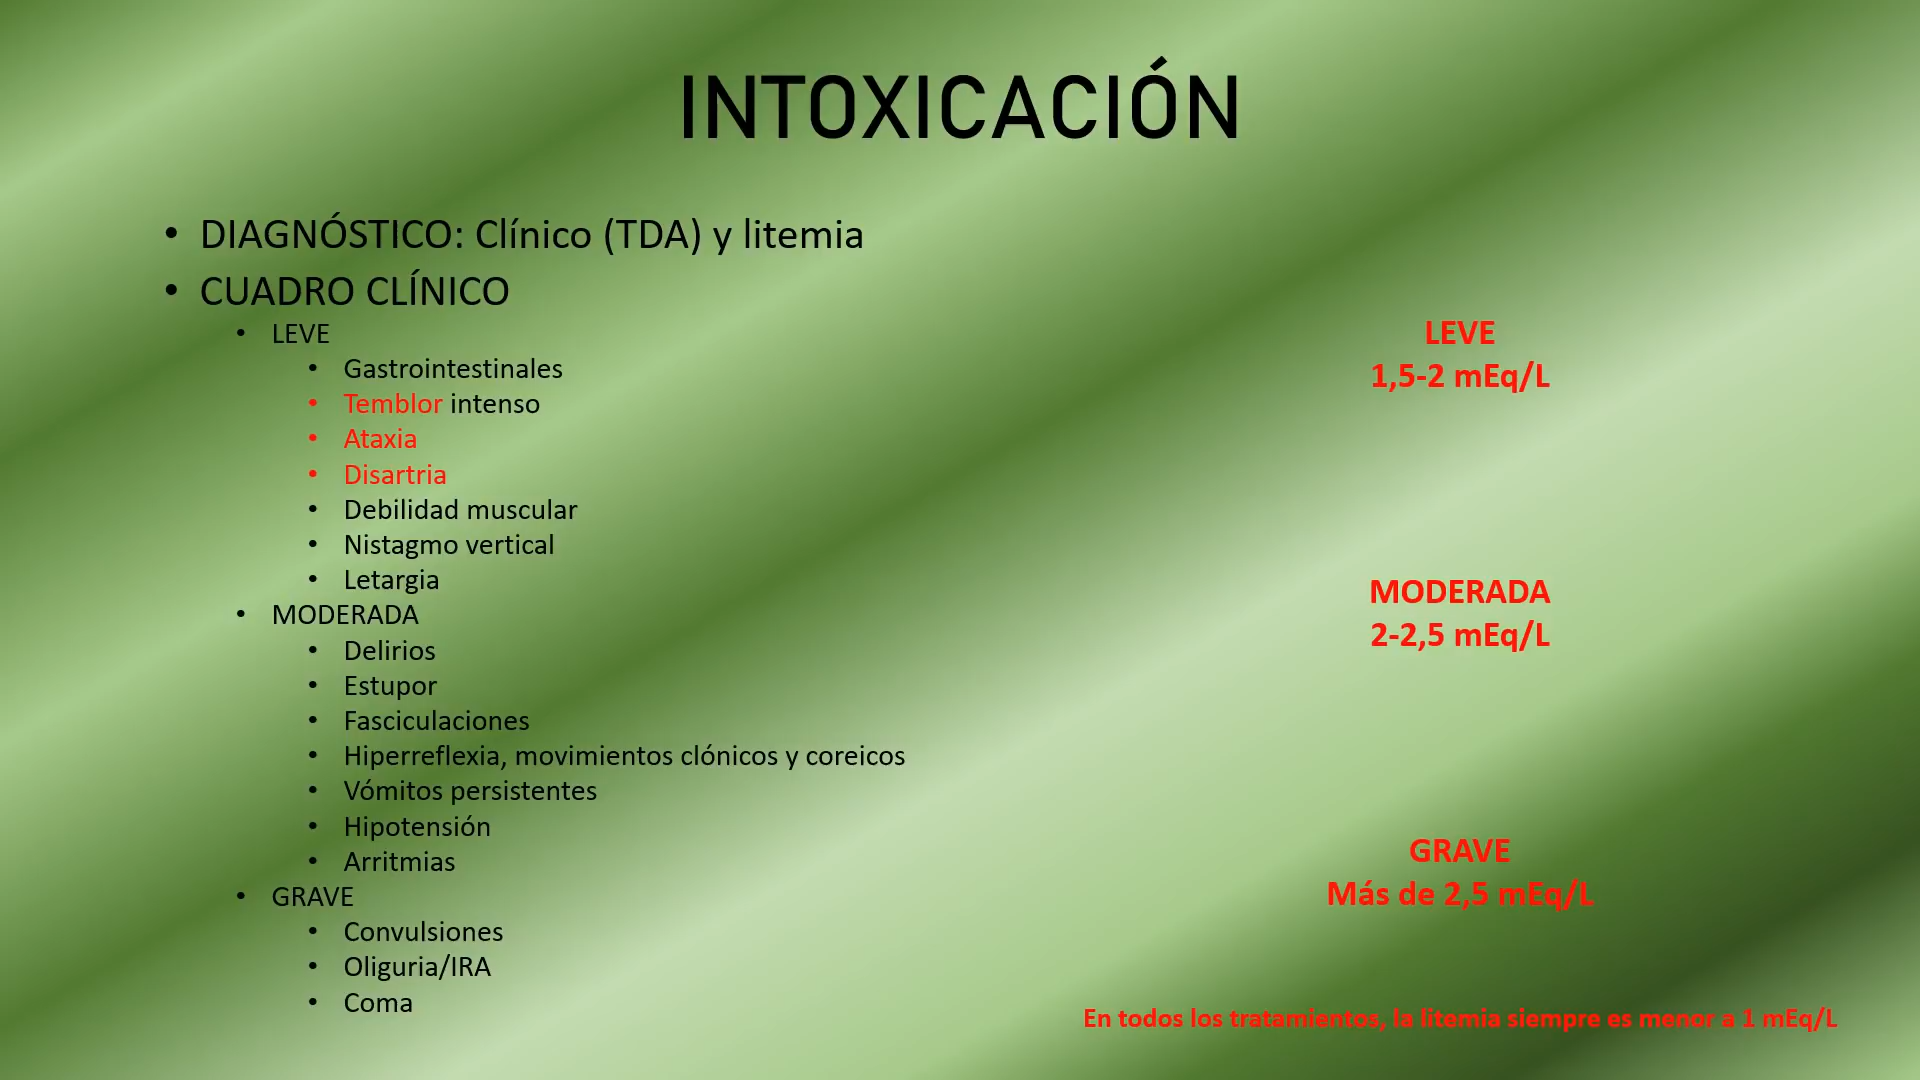 INTOXICACIÓN
• DIAGNÓSTICO: Clínico (TDA) y litemia
• CUADRO CLÍNICO
• LEVE
• Gastrointestinales
• Temblor intenso
• Ataxia
• Disartria
• Debilidad muscular
• Nistagmo vertical
• Letargia
• MODERADA
• Delirios
• Estupor
• Fasciculaciones
• Hiperreflexia, movimientos clónicos y coreicos
• Vómitos persistentes
• Hipotensión
• Arritmias
• GRAVE
• Convulsiones
• Oliguria/IRA
• Coma
LEVE
1,5-2 mEq/L
MODERADA
2-2,5 mEq/L
GRAVE
Más de 2,5 mEq/L
En todos los tratamientos, la litemia siempre es menor a 1 mEq/L